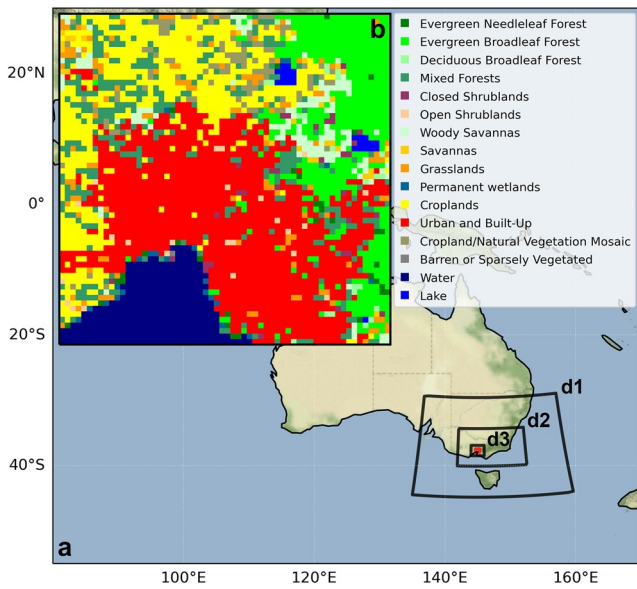 b
Evergreen Needleleaf Forest
Evergreen Broadleaf Forest
Deciduous Broadleaf Forest
Mixed Forests
Closed Shrublands
Open Shrublands
Woody Savannas
Savannas
Grasslands
Permanent wetlands
Croplands
Urban and Built-Up
Cropland/Natural Vegetation Mosaic
Barren or Sparsely Vegetated
Water
Lake
20°N
0°
20°S
40°S
d1
d2
d3
a
100°E
120°E
140°E
160°E